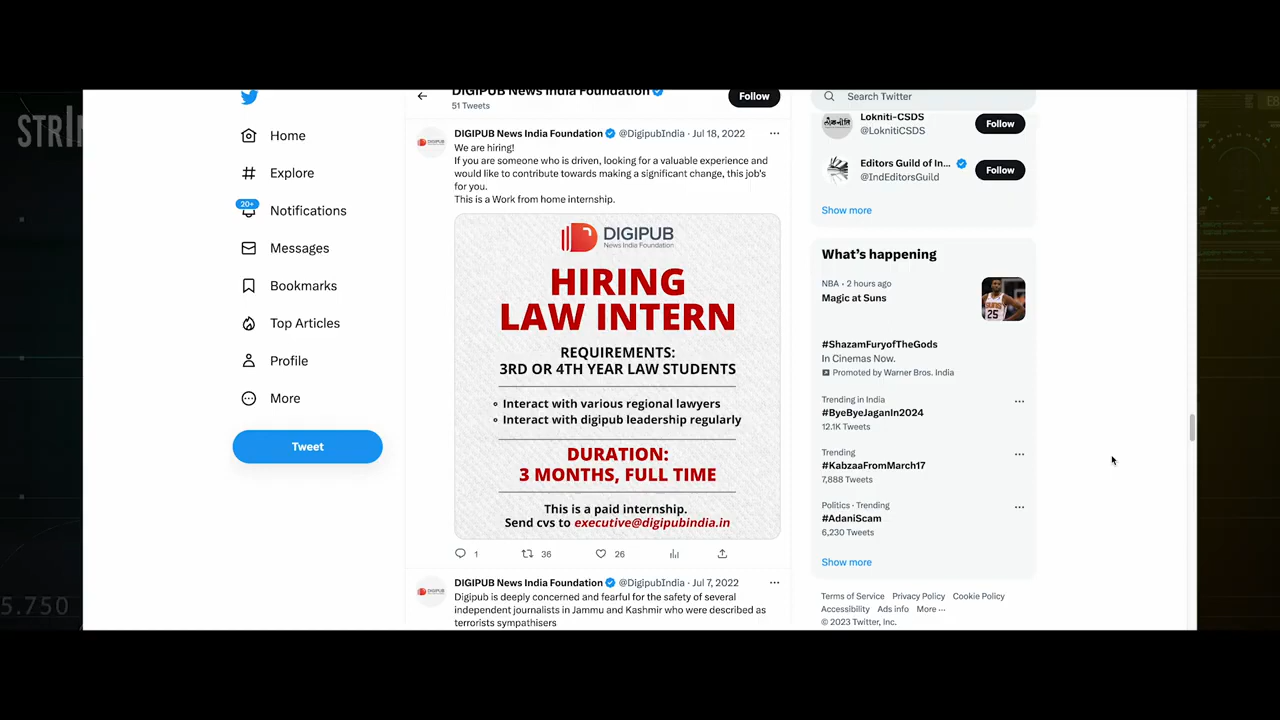 STRIN
5.750
Home
Explore
20+
Notifications
Messages
Bookmarks
Top Articles
Profile
More
Tweet
DIGIPUB News India Foundation
51 Tweets
Follow
DIGIPUB News India Foundation @DigipubIndia · Jul 18, 2022
We are hiring!
If you are someone who is driven, looking for a valuable experience and
would like to contribute towards making a significant change, this job's
for you.
This is a Work from home internship.
DIGIPUB
News India Foundation
HIRING
LAW INTERN
REQUIREMENTS:
3RD OR 4TH YEAR LAW STUDENTS
Interact with various regional lawyers
Interact with digipub leadership regularly
DURATION:
3 MONTHS, FULL TIME
This is a paid internship.
Send cvs to executive@digipubindia.in
1 36 26
DIGIPUB News India Foundation @DigipubIndia · Jul 7, 2022
Digipub is deeply concerned and fearful for the safety of several
independent journalists in Jammu and Kashmir who were described as
terrorists sympathisers
Search Twitter
Lokniti-CSDS
@LoknitiCSDS
Follow
Editors Guild of In...
@IndEditorsGuild
Follow
Show more
What's happening
NBA · 2 hours ago
Magic at Suns
#ShazamFuryofTheGods
In Cinemas Now.
Promoted by Warner Bros. India
Trending in India
#ByeByeJaganIn2024
12.1K Tweets
Trending
#KabzaaFromMarch17
7,888 Tweets
Politics · Trending
#AdaniScam
6,230 Tweets
Show more
Terms of Service Privacy Policy Cookie Policy
Accessibility Ads info More ···
© 2023 Twitter, Inc.